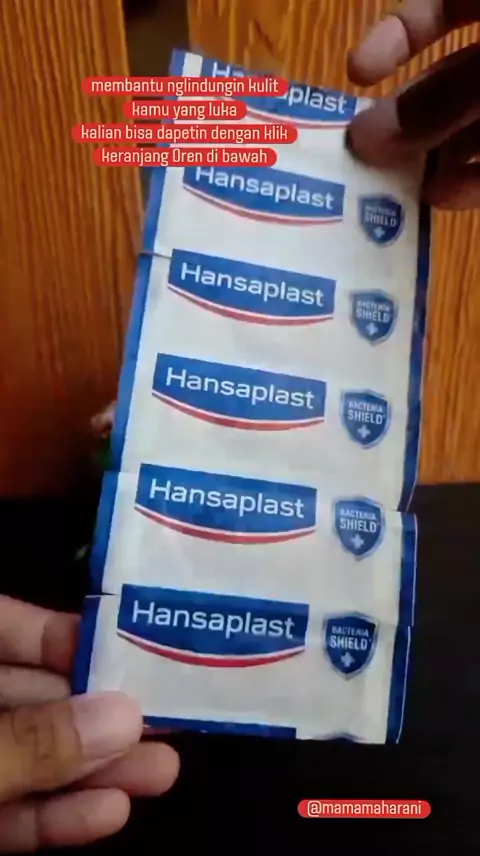 membantu nglindungin kulit
kamu yang luka
kalian bisa dapetin dengan klik
keranjang Oren di bawah
Hansaplast
Hansaplast
BACTERIA SHIELD
Hansaplast
BACTERIA SHIELD
Hansaplast
BACTERIA SHIELD
Hansaplast
BACTERIA SHIELD
Hansaplast
BACTERIA SHIELD
@mamamaharani